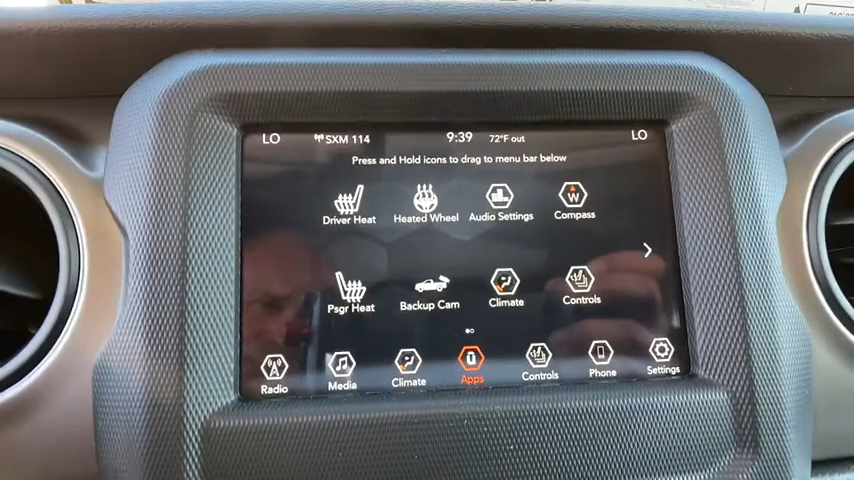 LO SXM 114 9:39 72°F out LO
Press and Hold icons to drag to menu bar below
Driver Heat Heated Wheel Audio Settings W Compass
Psgr Heat Backup Cam Climate Controls
Radio Media Climate Apps Controls Phone Settings